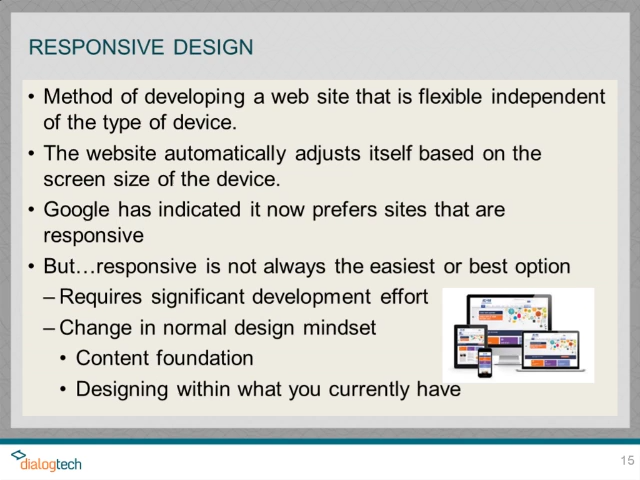 RESPONSIVE DESIGN
• Method of developing a web site that is flexible independent
of the type of device.
• The website automatically adjusts itself based on the
screen size of the device.
• Google has indicated it now prefers sites that are
responsive
• But…responsive is not always the easiest or best option
– Requires significant development effort
– Change in normal design mindset
• Content foundation
• Designing within what you currently have
dialogtech
15